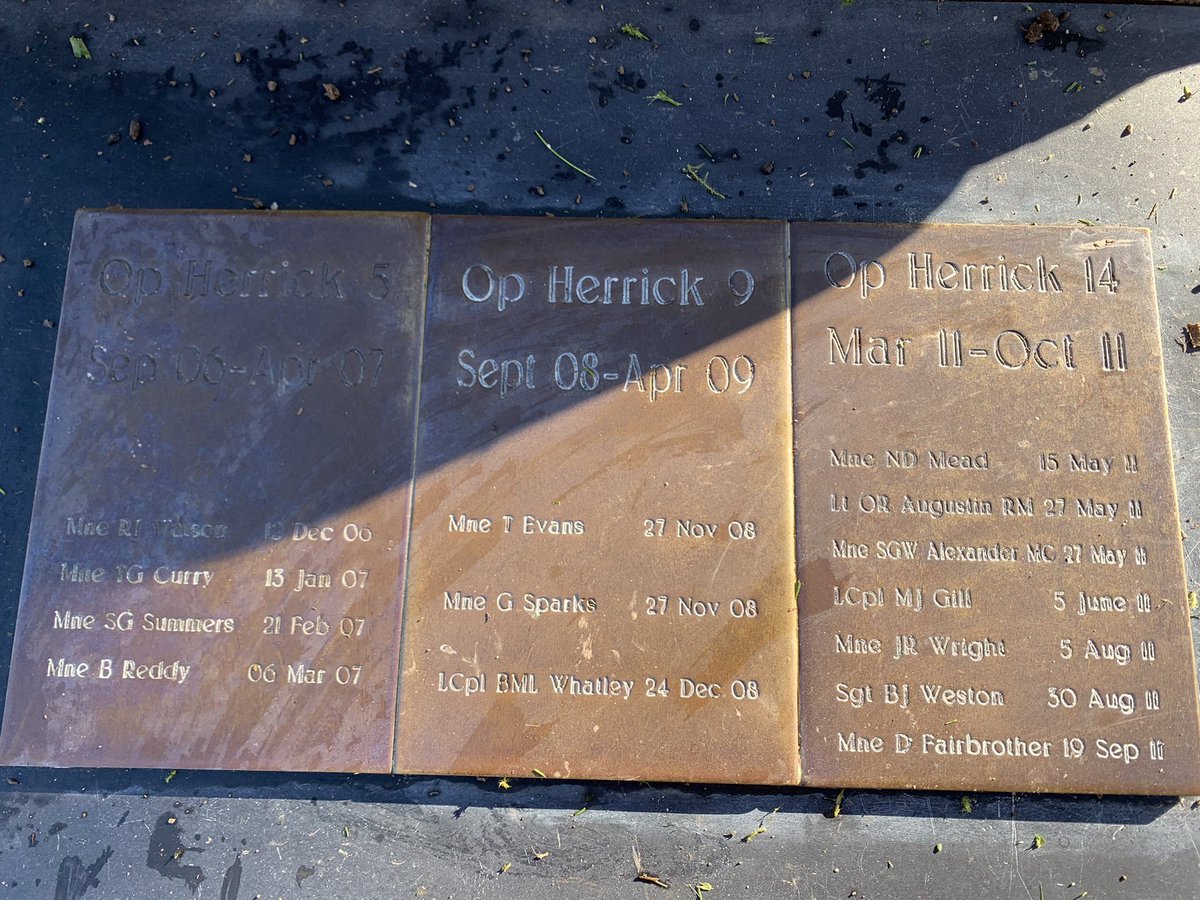 Op Herrick 5
Sep 06-Apr 07
Mne RJ Watson 12 Dec 06
Mne TG Curry 13 Jan 07
Mne SG Summers 21 Feb 07
Mne B Reddy 06 Mar 07
Op Herrick 9
Sept 08-Apr 09
Mne T Evans 27 Nov 08
Mne G Sparks 27 Nov 08
LCpl BML Whatley 24 Dec 08
Op Herrick 14
Mar 11-Oct 11
Mne ND Mead 15 May 11
Lt OR Augustin RM 27 May 11
Mne SGW Alexander MC 27 May 11
LCpl MJ Gill 5 June 11
Mne JR Wright 5 Aug 11
Sgt BJ Weston 30 Aug 11
Mne D Fairbrother 19 Sep 11